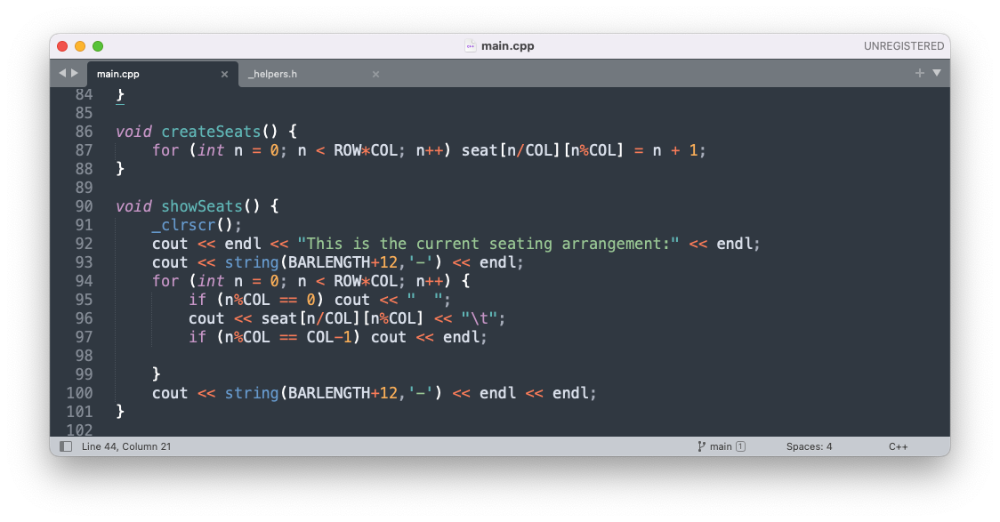 main.cpp
UNREGISTERED
main.cpp × _helpers.h × +
84 }
85
86 void createSeats() {
87     for (int n = 0; n < ROW*COL; n++) seat[n/COL][n%COL] = n + 1;
88 }
89
90 void showSeats() {
91     _clrscr();
92     cout << endl << "This is the current seating arrangement:" << endl;
93     cout << string(BARLENGTH+12,'-') << endl;
94     for (int n = 0; n < ROW*COL; n++) {
95         if (n%COL == 0) cout << "  ";
96         cout << seat[n/COL][n%COL] << "\t";
97         if (n%COL == COL-1) cout << endl;
98
99     }
100     cout << string(BARLENGTH+12,'-') << endl << endl;
101 }
102
Line 44, Column 21 main 1 Spaces: 4 C++